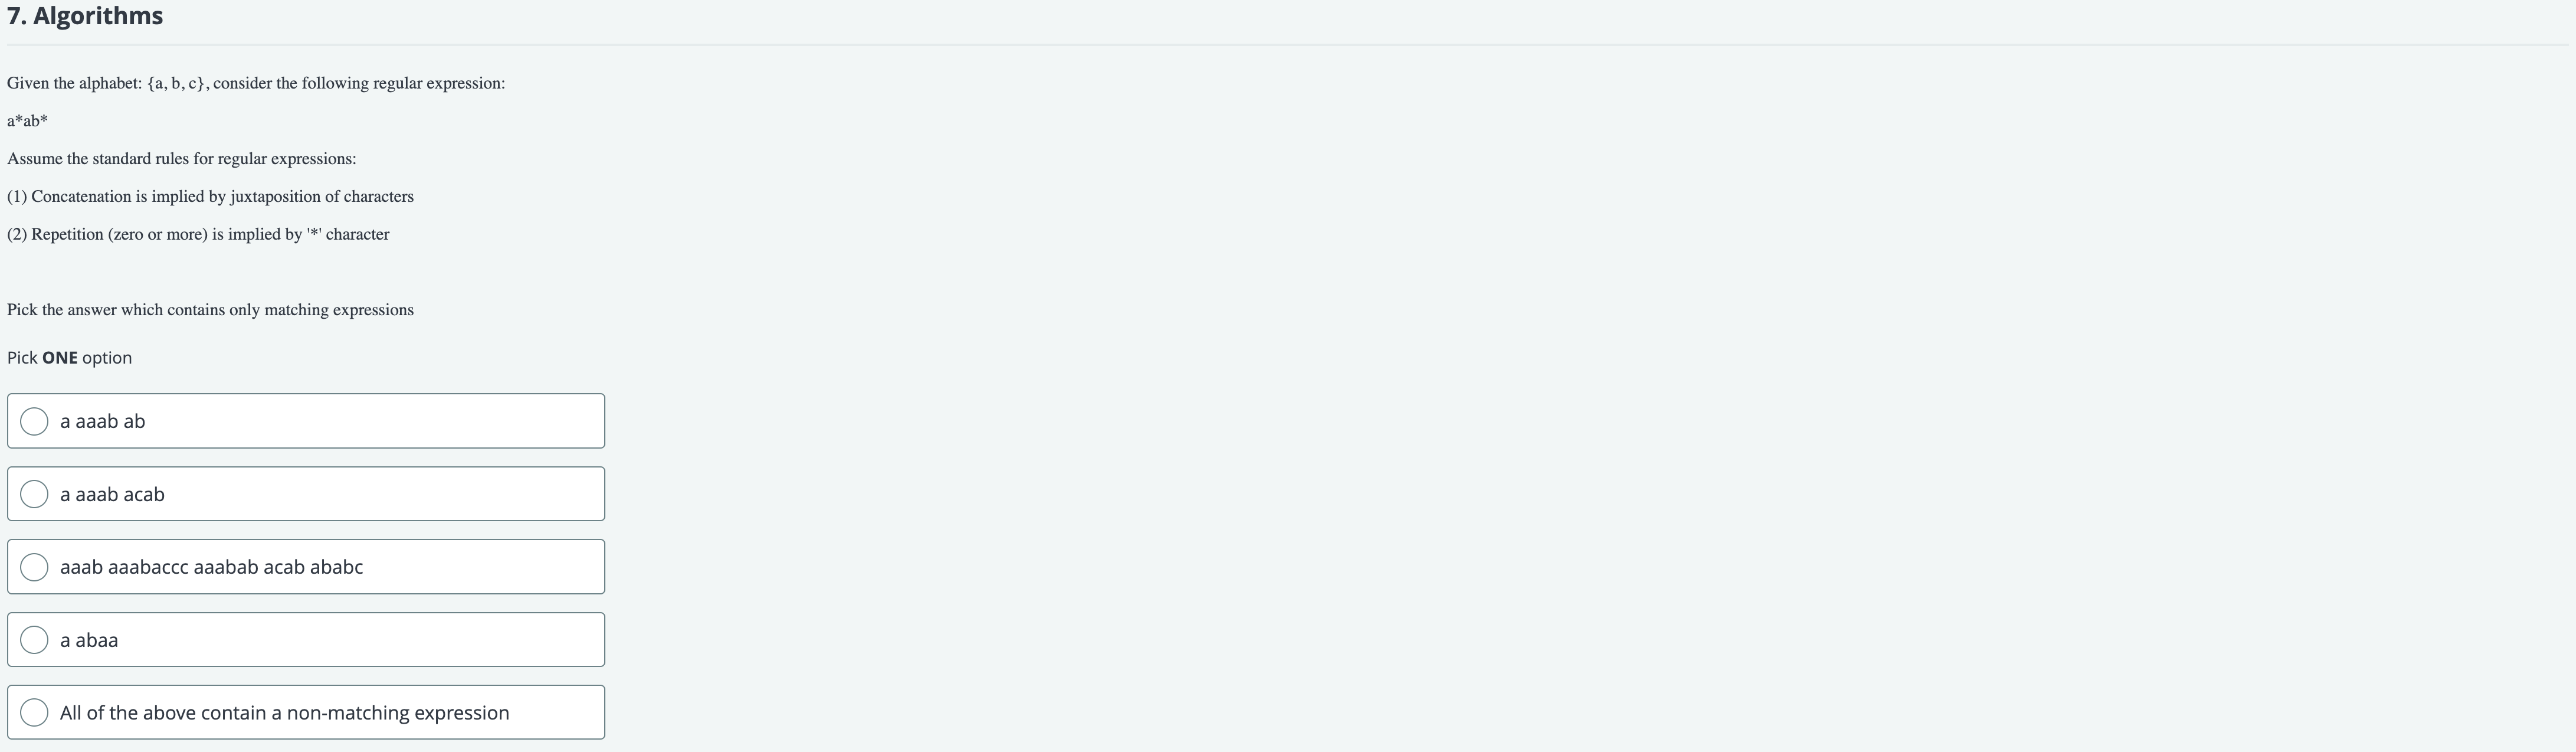 7. Algorithms
Given the alphabet: {a, b, c}, consider the following regular expression:
a*ab*
Assume the standard rules for regular expressions:
(1) Concatenation is implied by juxtaposition of characters
(2) Repetition (zero or more) is implied by '*' character
Pick the answer which contains only matching expressions
Pick ONE option
a aaab ab
a aaab acab
aaab aaabaccc aaabab acab ababc
a abaa
All of the above contain a non-matching expression